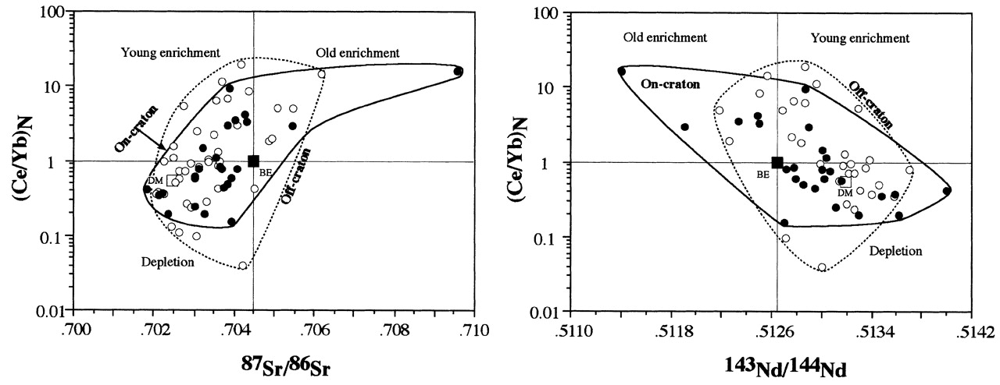 100
10
1
0.1
0.01
(Ce/Yb)N
Young enrichment
Old enrichment
On-craton
Off-craton
DM
BE
Depletion
.700
.702
.704
.706
.708
.710
87Sr/86Sr
100
10
1
0.1
0.01
(Ce/Yb)N
Old enrichment
Young enrichment
On-craton
Off-craton
BE
DM
Depletion
.5110
.5118
.5126
.5134
.5142
143Nd/144Nd